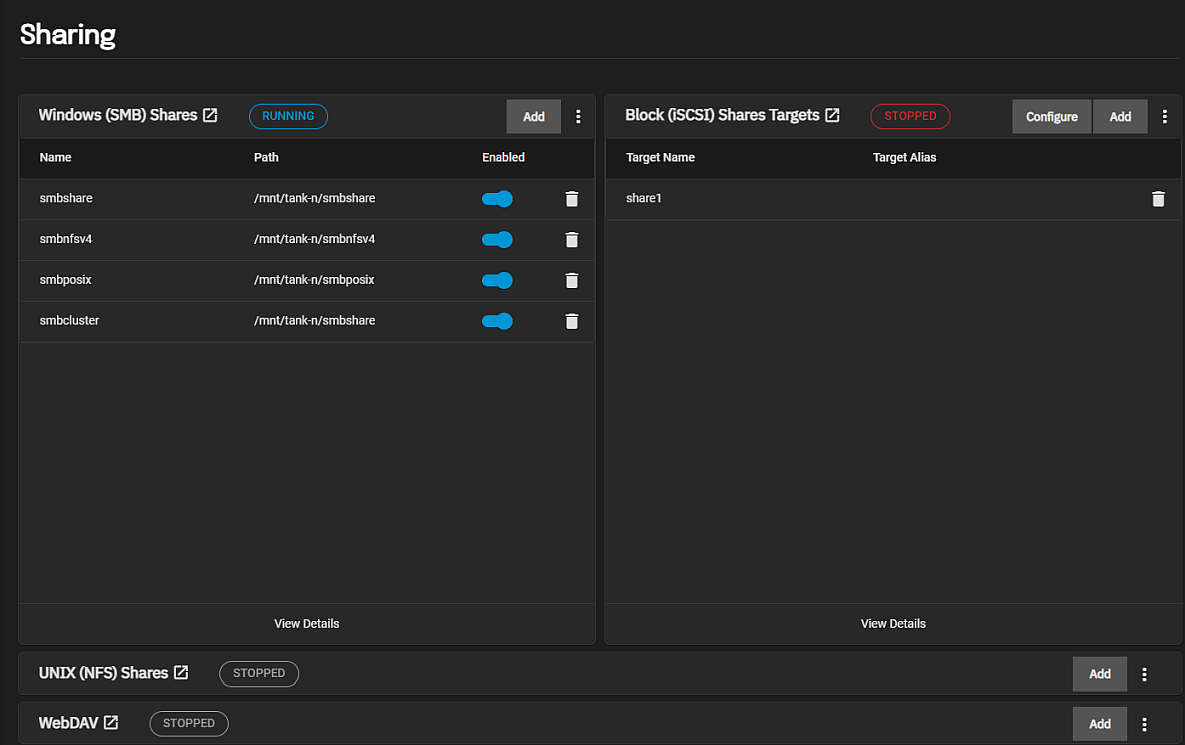 Sharing
Windows (SMB) Shares RUNNING Add
Name Path Enabled
smbshare /mnt/tank-n/smbshare
smbnfsv4 /mnt/tank-n/smbnfsv4
smbposix /mnt/tank-n/smbposix
smbcluster /mnt/tank-n/smbshare
View Details
Block (iSCSI) Shares Targets STOPPED Configure Add
Target Name Target Alias
share1
View Details
UNIX (NFS) Shares STOPPED Add
WebDAV STOPPED Add